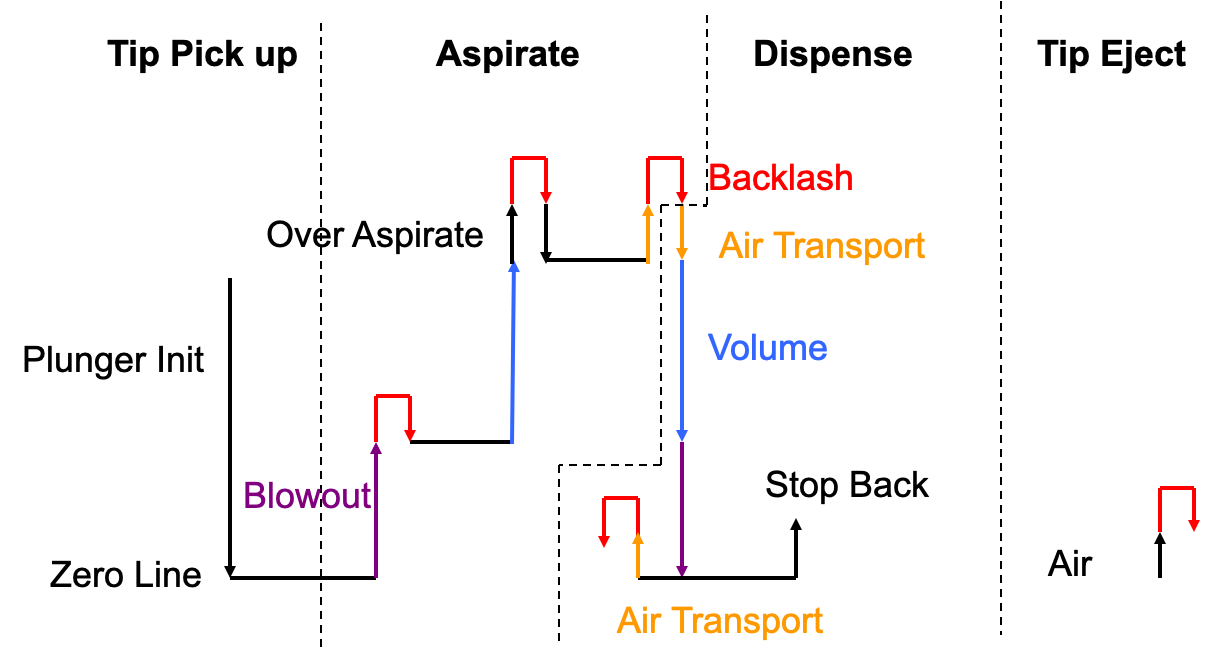 Tip Pick up
Aspirate
Dispense
Tip Eject
Backlash
Over Aspirate
Air Transport
Volume
Plunger Init
Blowout
Stop Back
Zero Line
Air
Air Transport